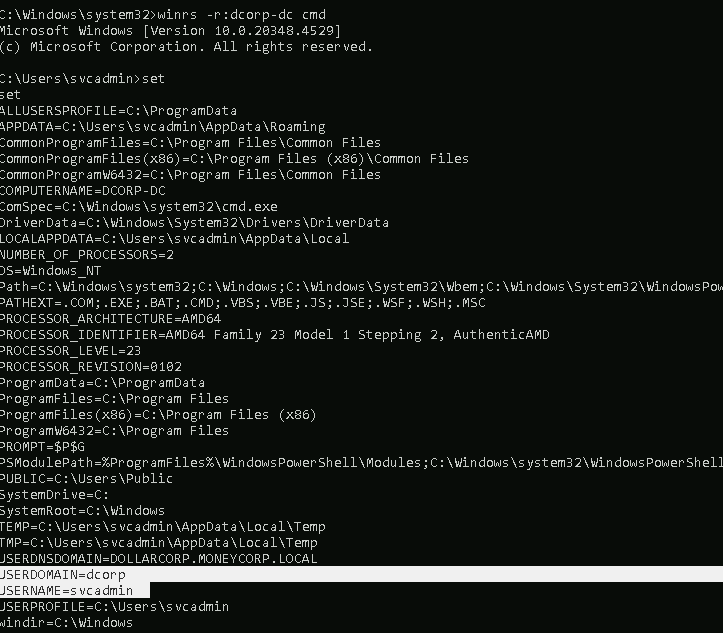 C:\Windows\system32>winrs -r:dcorp-dc cmd
Microsoft Windows [Version 10.0.20348.4529]
(c) Microsoft Corporation. All rights reserved.
C:\Users\svcadmin>set
set
ALLUSERSPROFILE=C:\ProgramData
APPDATA=C:\Users\svcadmin\AppData\Roaming
CommonProgramFiles=C:\Program Files\Common Files
CommonProgramFiles(x86)=C:\Program Files (x86)\Common Files
CommonProgramW6432=C:\Program Files\Common Files
COMPUTERNAME=DCORP-DC
ComSpec=C:\Windows\system32\cmd.exe
DriverData=C:\Windows\System32\Drivers\DriverData
LOCALAPPDATA=C:\Users\svcadmin\AppData\Local
NUMBER_OF_PROCESSORS=2
OS=Windows_NT
Path=C:\Windows\system32;C:\Windows;C:\Windows\System32\Wbem;C:\Windows\System32\WindowsPow
PATHEXT=.COM;.EXE;.BAT;.CMD;.VBS;.VBE;.JS;.JSE;.WSF;.WSH;.MSC
PROCESSOR_ARCHITECTURE=AMD64
PROCESSOR_IDENTIFIER=AMD64 Family 23 Model 1 Stepping 2, AuthenticAMD
PROCESSOR_LEVEL=23
PROCESSOR_REVISION=0102
ProgramData=C:\ProgramData
ProgramFiles=C:\Program Files
ProgramFiles(x86)=C:\Program Files (x86)
ProgramW6432=C:\Program Files
PROMPT=$P$G
PSModulePath=%ProgramFiles%\WindowsPowerShell\Modules;C:\Windows\system32\WindowsPowerShell
PUBLIC=C:\Users\Public
SystemDrive=C:
SystemRoot=C:\Windows
TEMP=C:\Users\svcadmin\AppData\Local\Temp
TMP=C:\Users\svcadmin\AppData\Local\Temp
USERDNSDOMAIN=DOLLARCORP.MONEYCORP.LOCAL
USERDOMAIN=dcorp
USERNAME=svcadmin
USERPROFILE=C:\Users\svcadmin
windir=C:\Windows